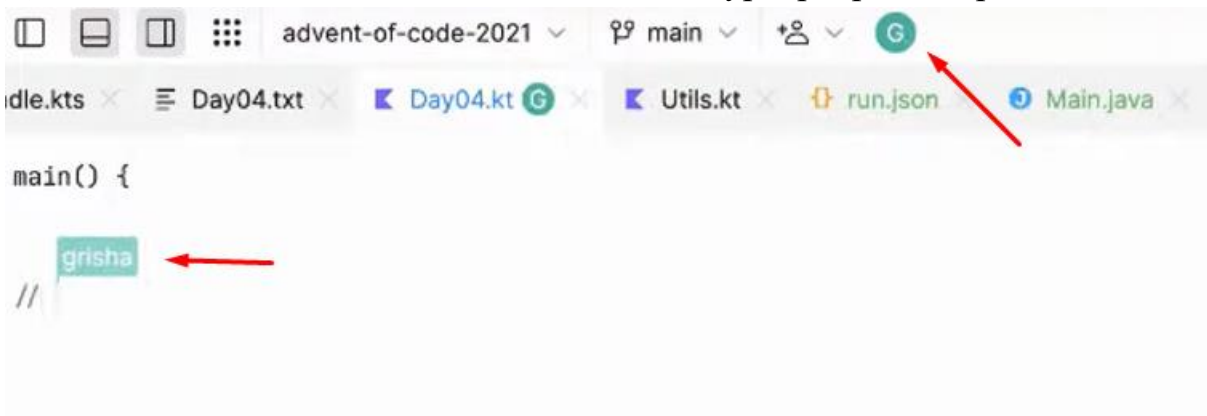 advent-of-code-2021 main G
dle.kts Day04.txt Day04.kt G Utils.kt run.json J Main.java
main() {
grisha
//